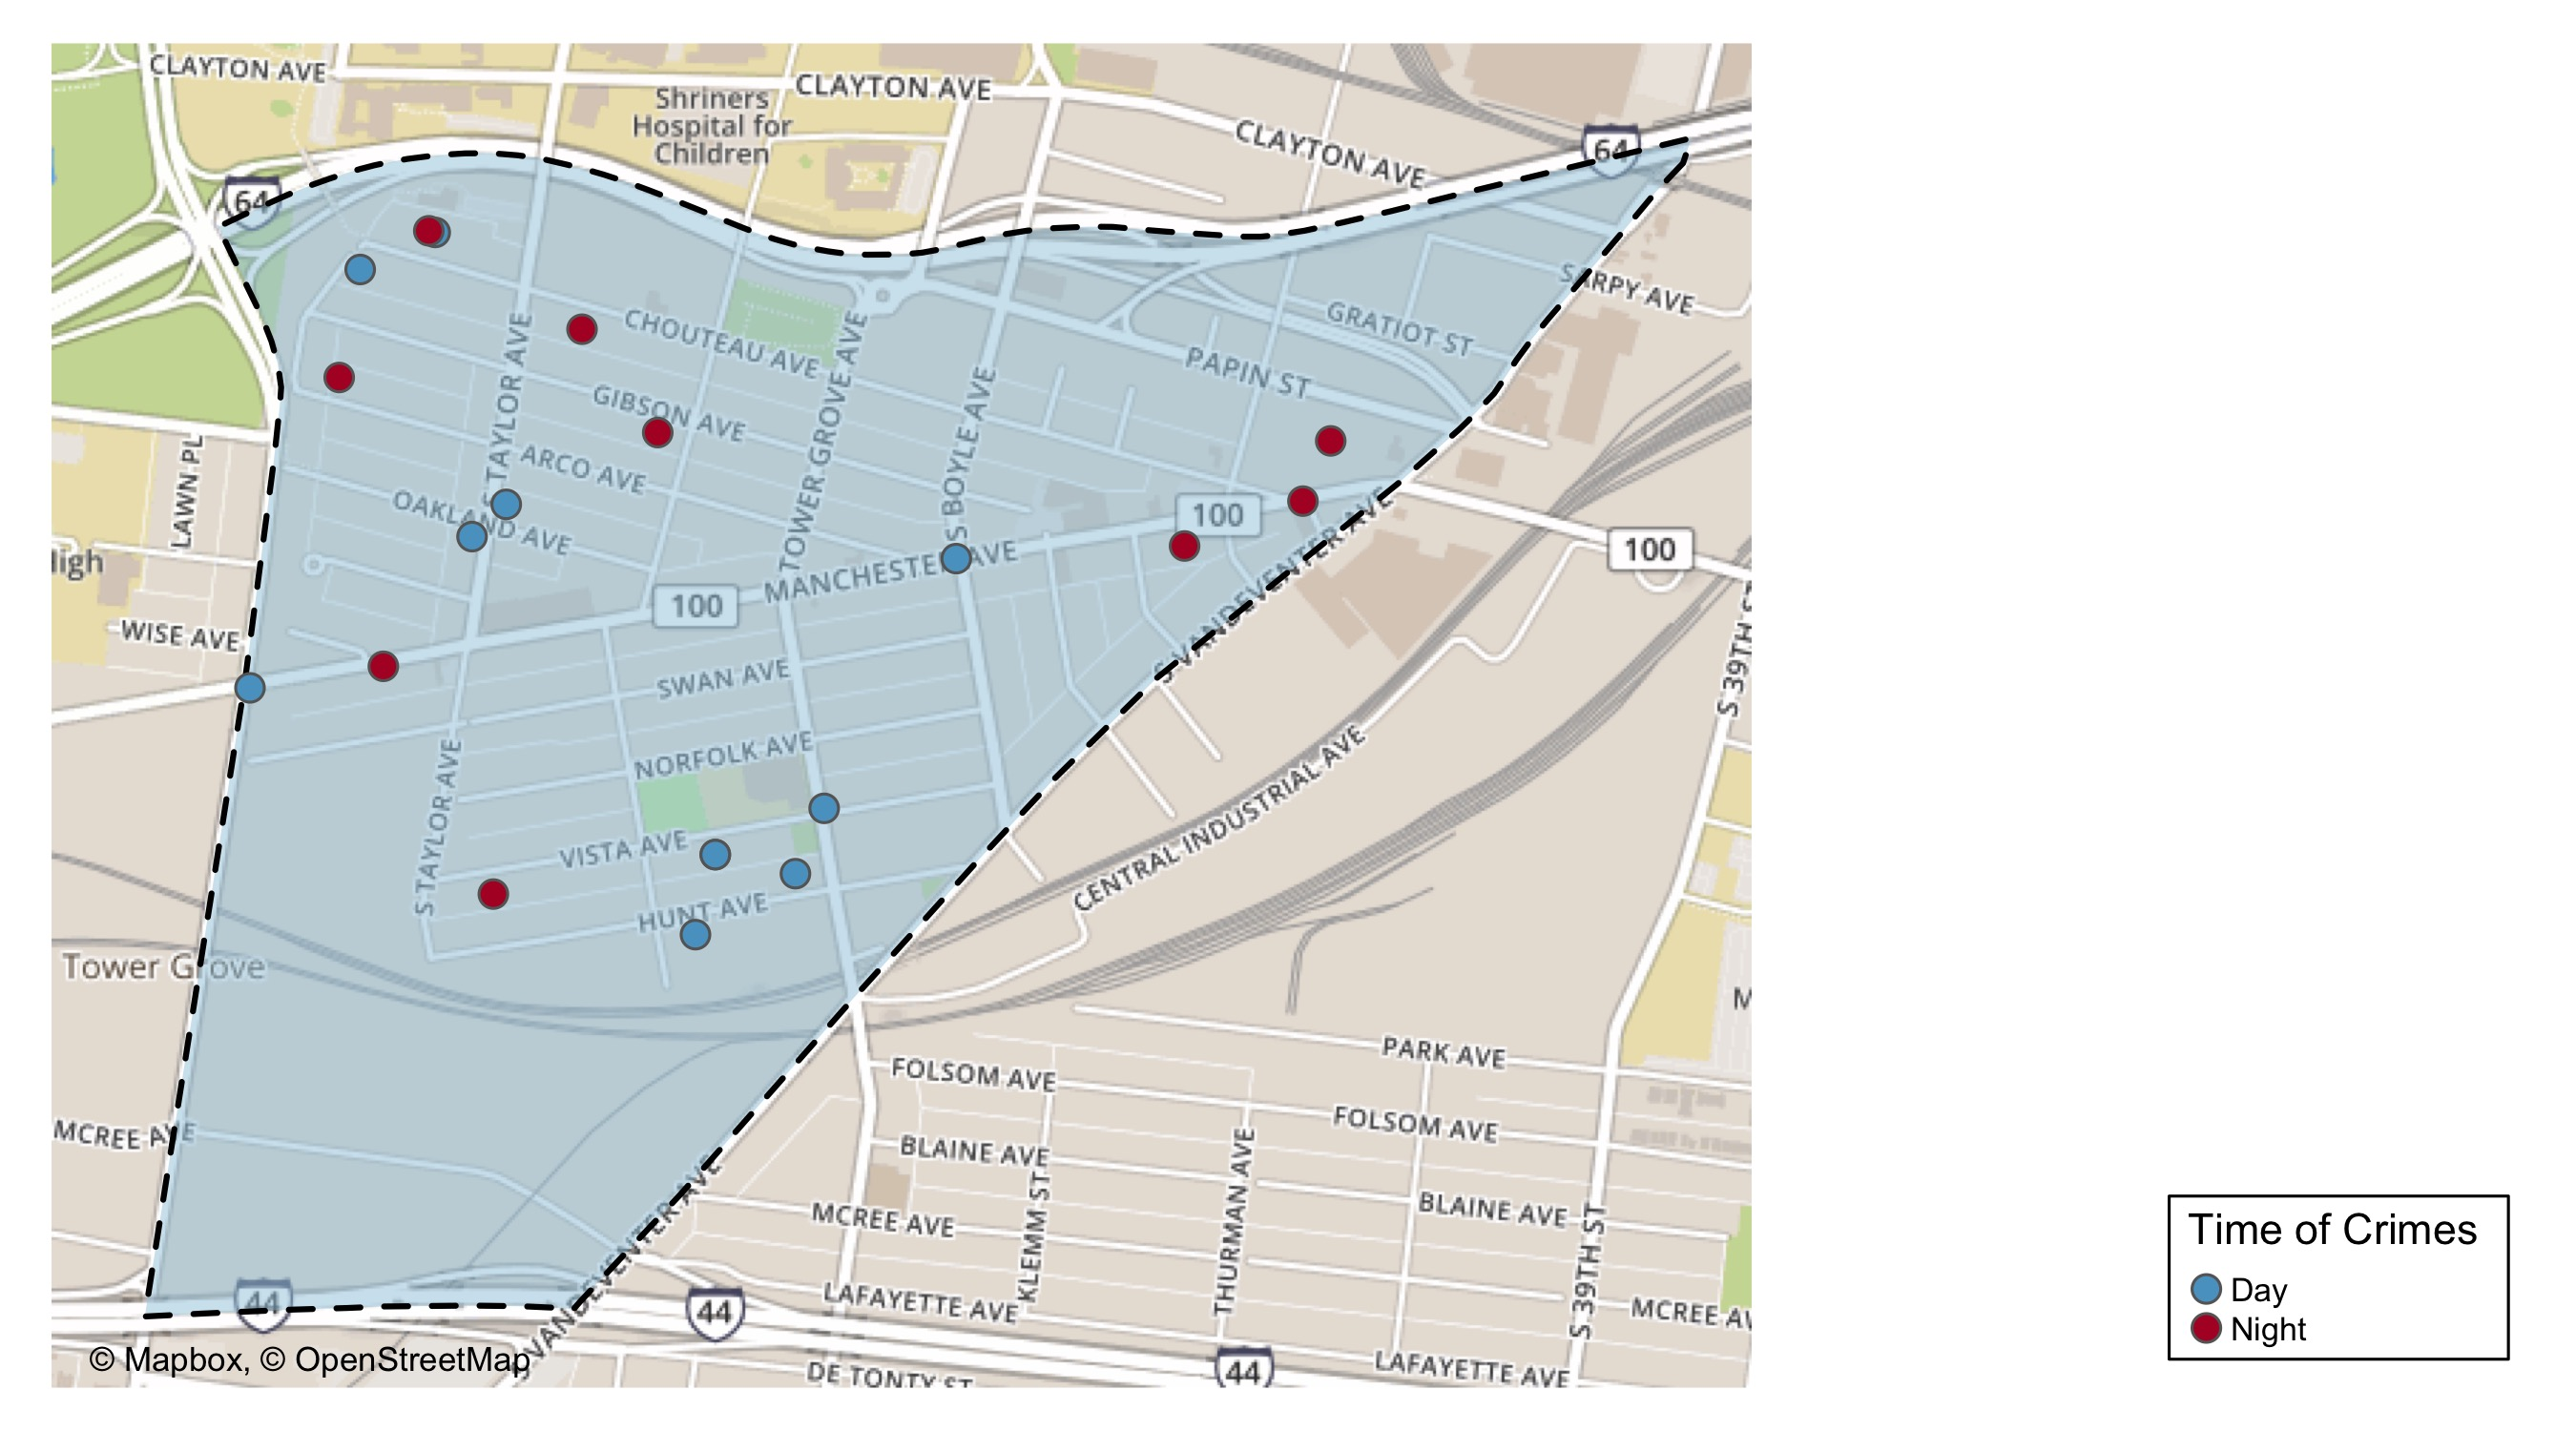 CLAYTON AVE
CLAYTON AVE
Shriners
Hospital for
Children
CLAYTON AVE
64
64
SARPY AVE
GRATIOT ST
CHOUTEAU AVE
PAPIN ST
GIBSON AVE
S TAYLOR AVE
TOWER GROVE AVE
S BOYLE AVE
ARCO AVE
LAWN PL
OAKLAND AVE
100
100
MANCHESTER AVE
100
S VANDEVENTER AVE
WISE AVE
SWAN AVE
S 39TH ST
NORFOLK AVE
S TAYLOR AVE
VISTA AVE
CENTRAL INDUSTRIAL AVE
HUNT AVE
Tower Grove
M
PARK AVE
FOLSOM AVE
FOLSOM AVE
MCREE AVE
BLAINE AVE
BLAINE AVE
KLEMM ST
THURMAN AVE
S 39TH ST
MCREE AVE
S VANDEVENTER AVE
LAFAYETTE AVE
MCREE AV
44
44
44
LAFAYETTE AVE
DE TONTY ST
© Mapbox, © OpenStreetMap
Time of Crimes
Day
Night